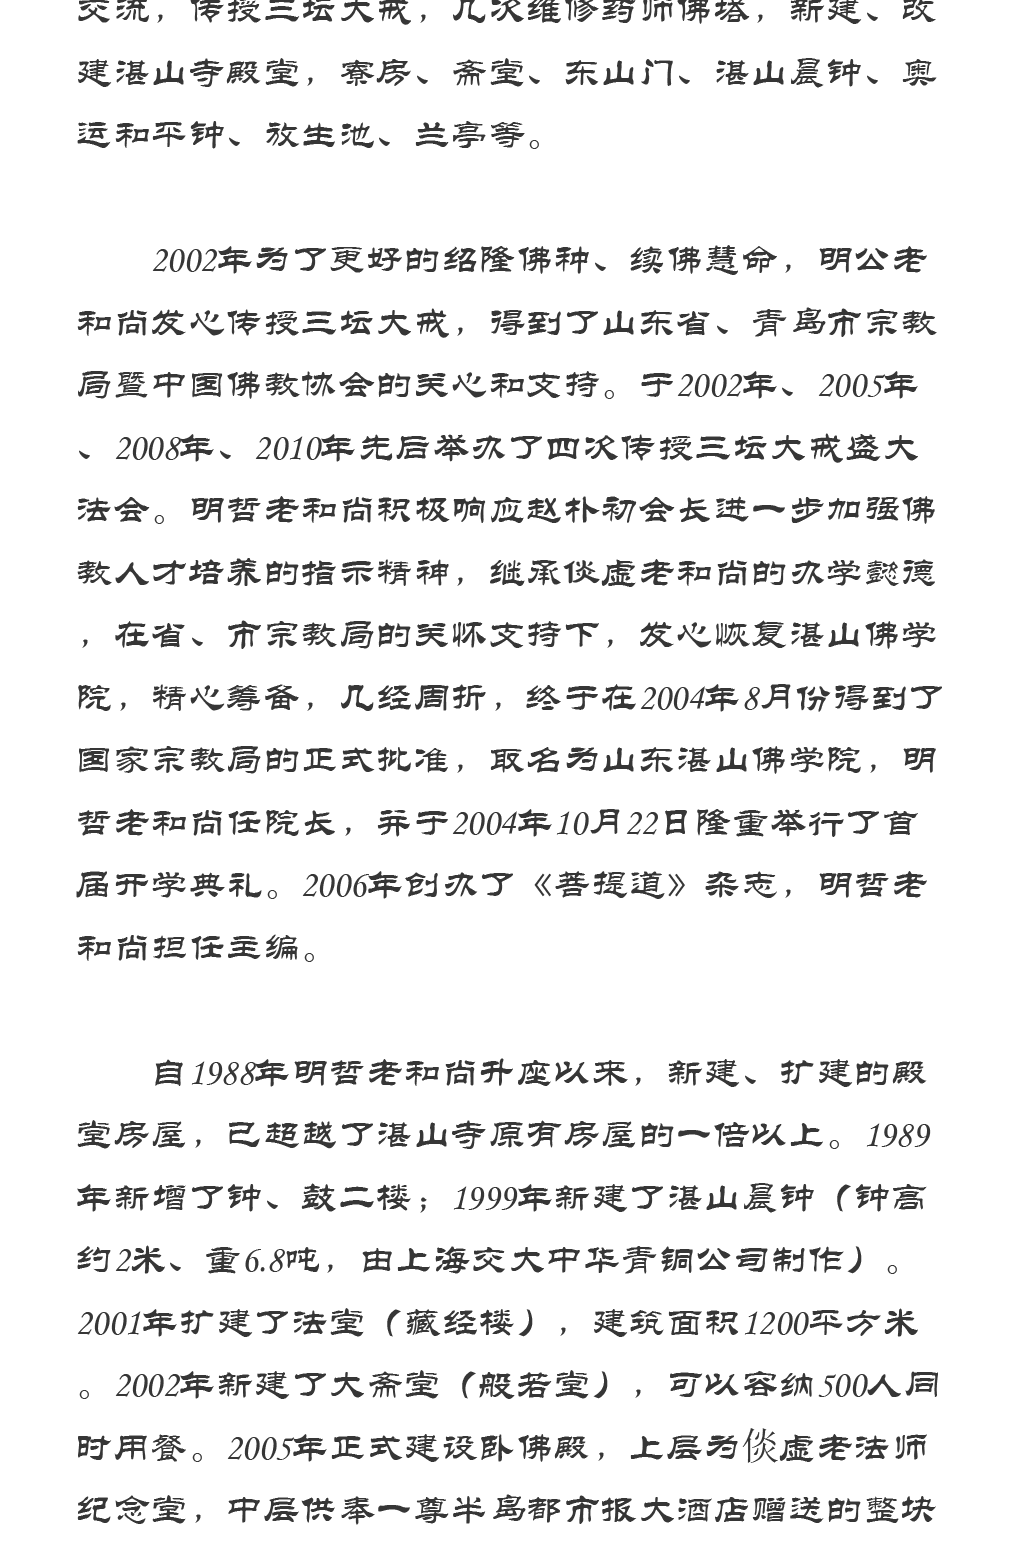 交流，传授三坛大戒，几次维修药师佛塔，新建、改
建湛山寺殿堂，寮房、斋堂、东山门、湛山晨钟、奥
运和平钟、放生池、兰亭等。
2002年为了更好的绍隆佛种、续佛慧命，明公老
和尚发心传授三坛大戒，得到了山东省、青岛市宗教
局暨中国佛教协会的关心和支持。于2002年、2005年
、2008年、2010年先后举办了四次传授三坛大戒盛大
法会。明哲老和尚积极响应赵朴初会长进一步加强佛
教人才培养的指示精神，继承倓虚老和尚的办学懿德
，在省、市宗教局的关怀支持下，发心恢复湛山佛学
院，精心筹备，几经周折，终于在2004年8月份得到了
国家宗教局的正式批准，取名为山东湛山佛学院，明
哲老和尚任院长，并于2004年10月22日隆重举行了首
届开学典礼。2006年创办了《菩提道》杂志，明哲老
和尚担任主编。
自1988年明哲老和尚升座以来，新建、扩建的殿
堂房屋，已超越了湛山寺原有房屋的一倍以上。1989
年新增了钟、鼓二楼；1999年新建了湛山晨钟（钟高
约2米、重6.8吨，由上海交大中华青铜公司制作）。
2001年扩建了法堂（藏经楼），建筑面积1200平方米
。2002年新建了大斋堂（般若堂），可以容纳500人同
时用餐。2005年正式建设卧佛殿，上层为倓虚老法师
纪念堂，中层供奉一尊半岛都市报大酒店赠送的整块